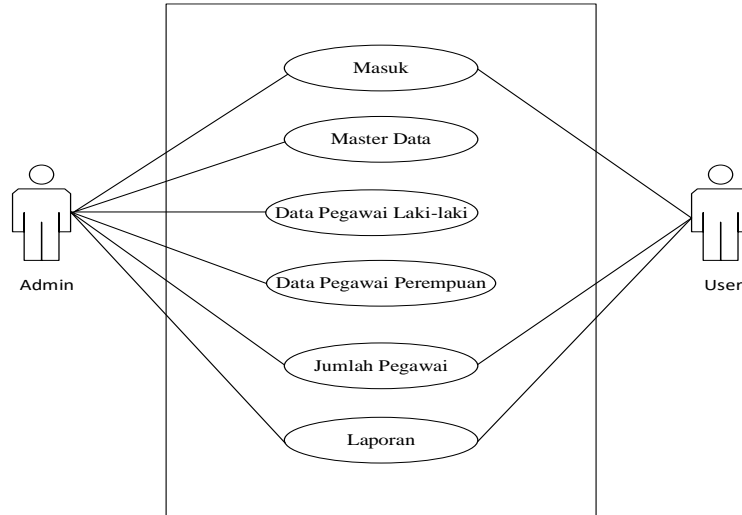 Masuk
Master Data
Data Pegawai Laki-laki
Data Pegawai Perempuan
Admin
User
Jumlah Pegawai
Laporan